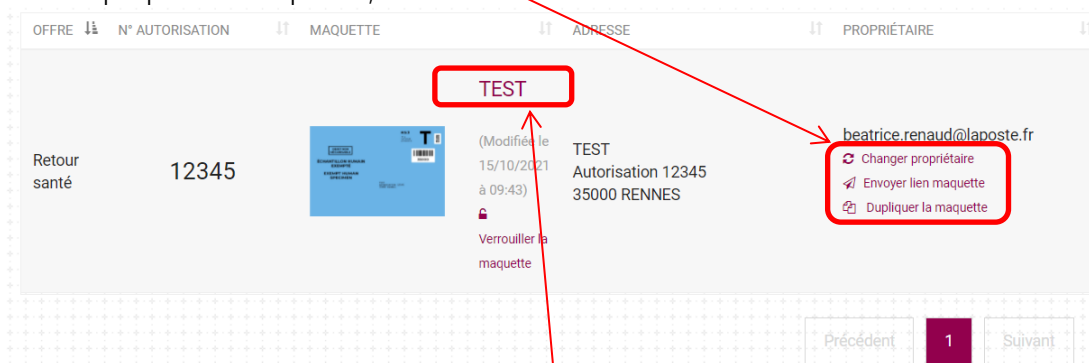 OFFRE N° AUTORISATION MAQUETTE ADRESSE PROPRIÉTAIRE
TEST
Retour
santé
12345
T
(Modifiée le
15/10/2021
à 09:43)
Verrouiller la
maquette
TEST
Autorisation 12345
35000 RENNES
beatrice.renaud@laposte.fr
Changer propriétaire
Envoyer lien maquette
Dupliquer la maquette
Précédent 1 Suivant